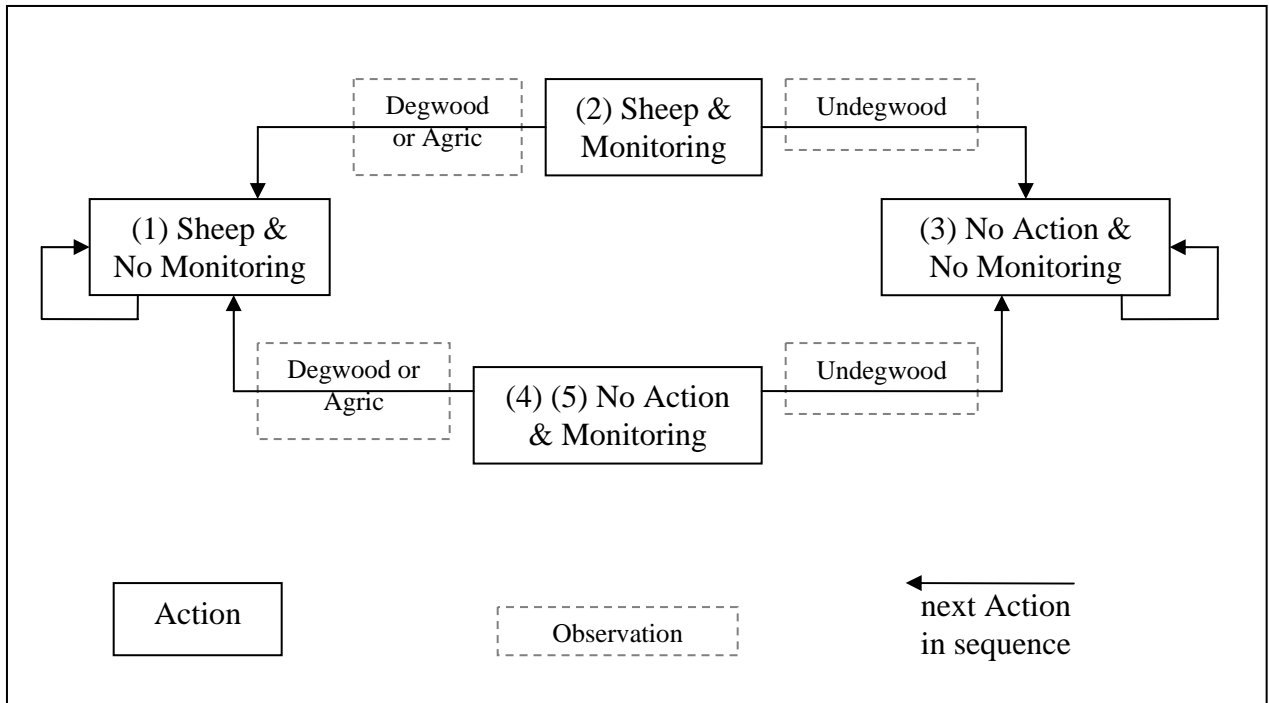 Degwood
or Agric
(2) Sheep &
Monitoring
Undegwood
(1) Sheep &
No Monitoring
(3) No Action &
No Monitoring
Degwood or
Agric
(4) (5) No Action
& Monitoring
Undegwood
Action
Observation
next Action
in sequence